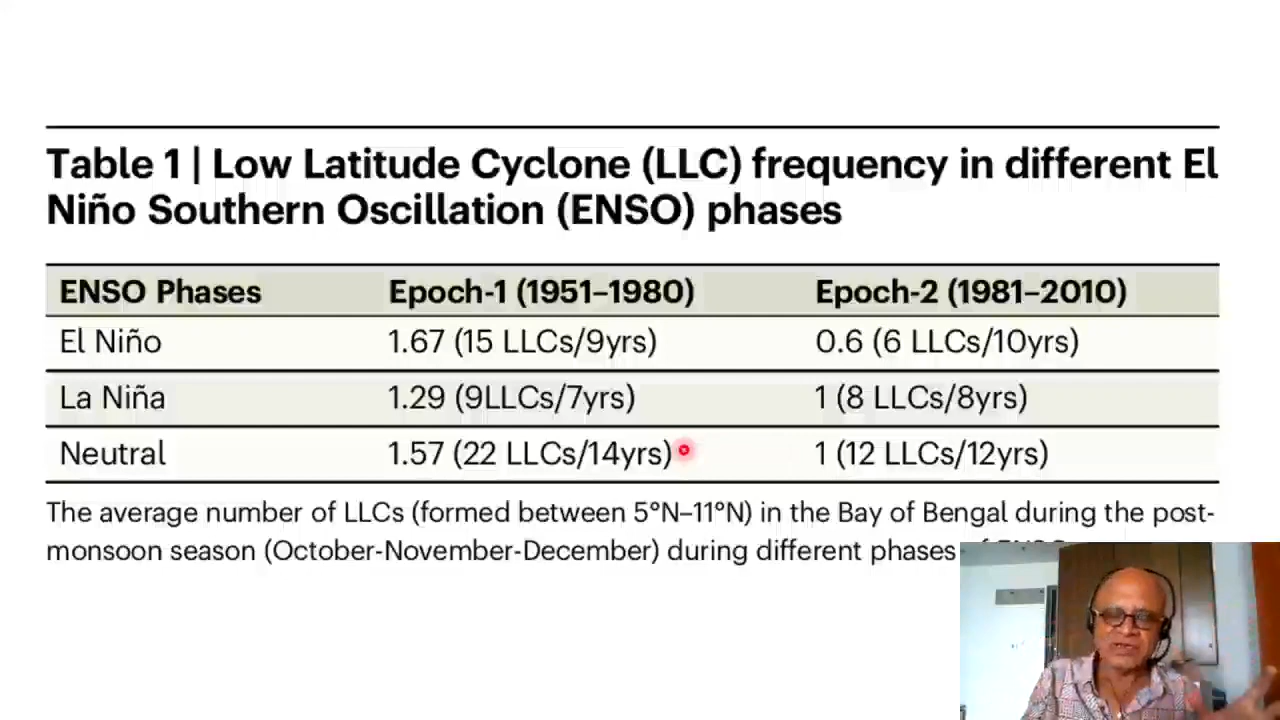 Table 1 | Low Latitude Cyclone (LLC) frequency in different El
Niño Southern Oscillation (ENSO) phases
ENSO Phases Epoch-1 (1951–1980) Epoch-2 (1981–2010)
El Niño 1.67 (15 LLCs/9yrs) 0.6 (6 LLCs/10yrs)
La Niña 1.29 (9LLCs/7yrs) 1 (8 LLCs/8yrs)
Neutral 1.57 (22 LLCs/14yrs) 1 (12 LLCs/12yrs)
The average number of LLCs (formed between 5°N–11°N) in the Bay of Bengal during the post-
monsoon season (October-November-December) during different phases